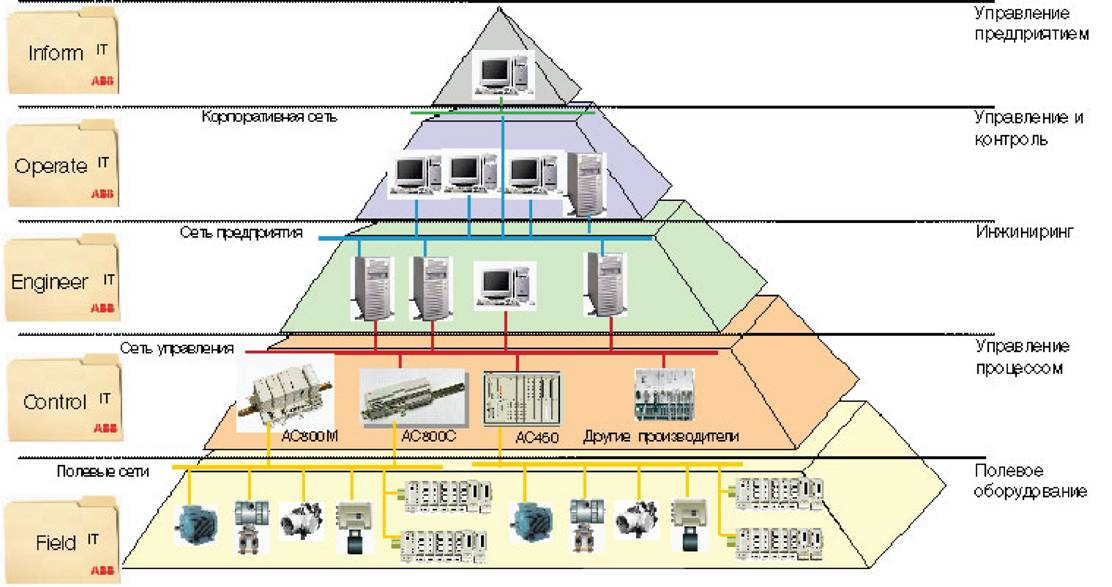 Inform IT
ABB
Управление
предприятием
Корпоративная сеть
Operate IT
ABB
Управление и
контроль
Сеть предприятия
Engineer IT
ABB
Инжиниринг
Сеть управления
Control IT
ABB
Управление
процессом
AC800M
AC800C
AC450
Другие производители
Полевые сети
Field IT
ABB
Полевое
оборудование